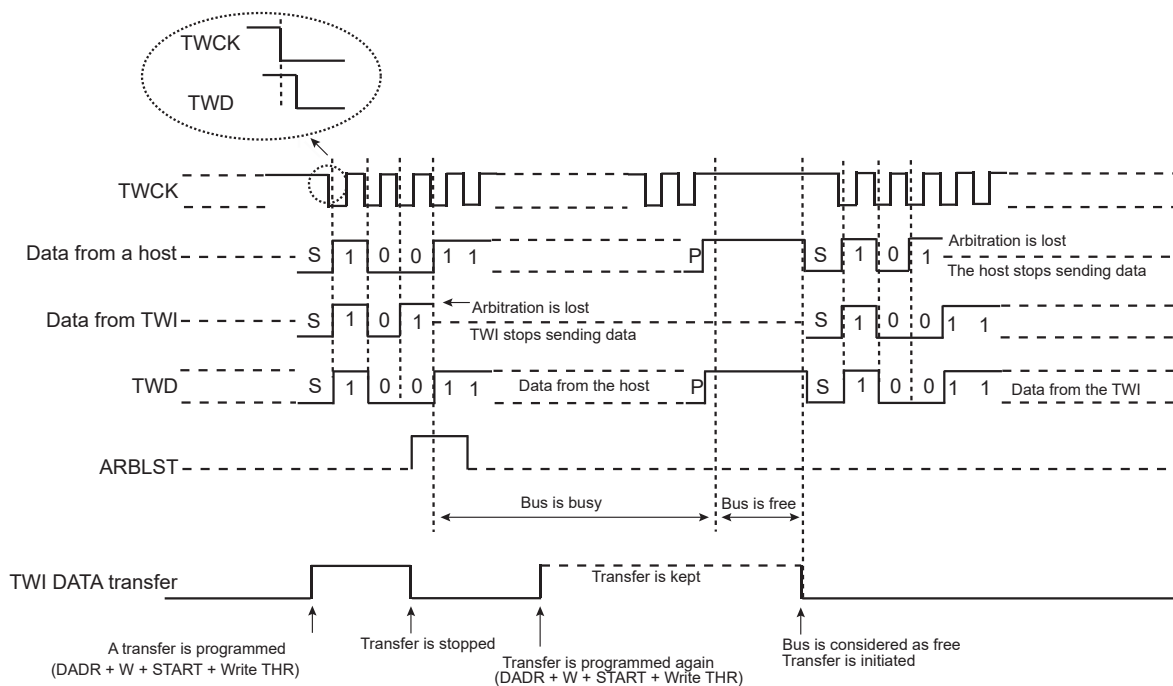 TWCK
TWD
TWCK
Data from a host S 1 0 0 1 1 P S 1 0 1 Arbitration is lost
The host stops sending data
Data from TWI S 1 0 1 Arbitration is lost S 1 0 0 1 1
TWI stops sending data
TWD S 1 0 0 1 1 Data from the host P S 1 0 0 1 1 Data from the TWI
ARBLST
Bus is busy Bus is free
TWI DATA transfer Transfer is kept
A transfer is programmed
(DADR + W + START + Write THR)
Transfer is stopped
Transfer is programmed again
(DADR + W + START + Write THR)
Bus is considered as free
Transfer is initiated